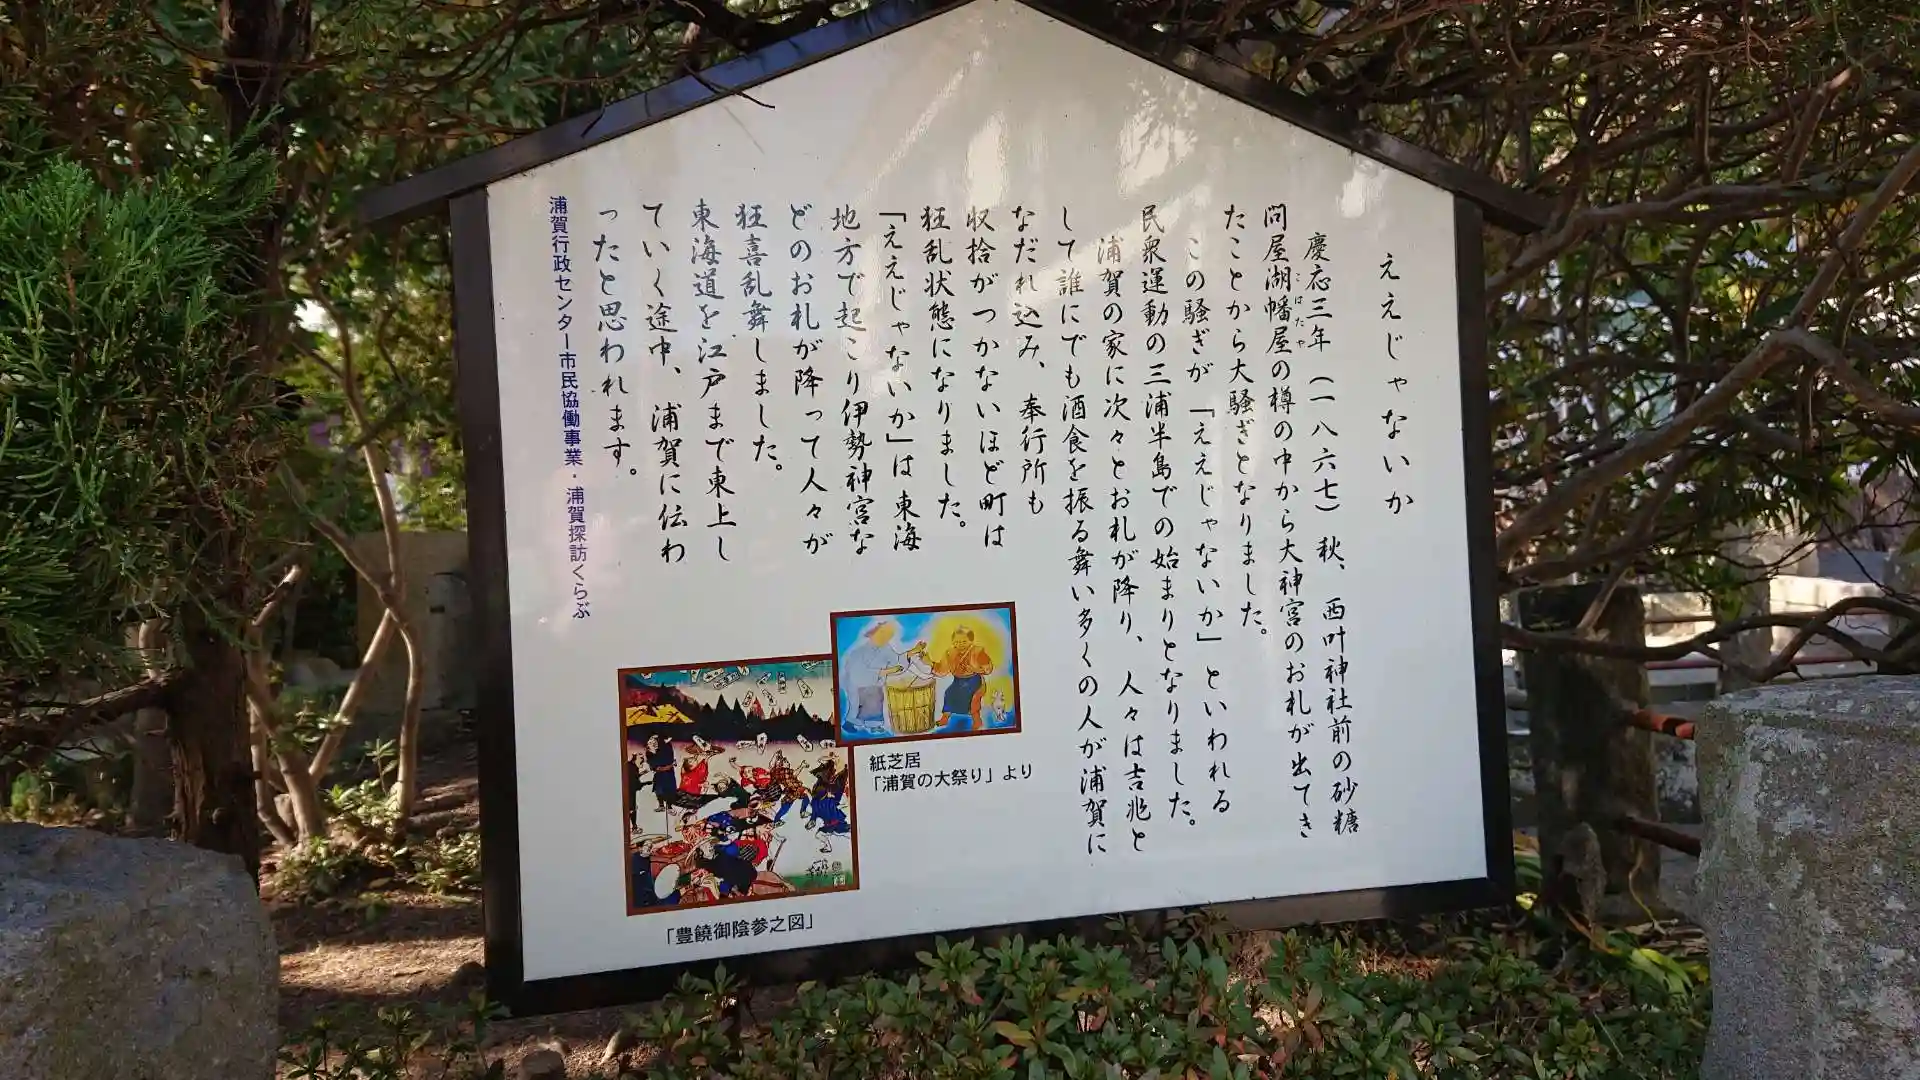 ええじゃないか
慶応三年（一八六七）秋、西叶神社前の砂糖
問屋湖幡屋の樽の中から大神宮のお札が出てき
こはたや
たことから大騒ぎとなりました。
この騒ぎが「ええじゃないか」といわれる
民衆運動の三浦半島での始まりとなりました。
浦賀の家に次々とお札が降り、人々は吉兆と
して誰にでも酒食を振る舞い多くの人が浦賀に
なだれ込み、奉行所も
収拾がつかないほど町は
狂乱状態になりました。
「ええじゃないか」は東海
地方で起こり伊勢神宮な
どのお札が降って人々が
狂喜乱舞しました。
東海道を江戸まで東上し
ていく途中、浦賀に伝わ
ったと思われます。
浦賀行政センター市民協働事業・浦賀探訪くらぶ
紙芝居
「浦賀の大祭り」より
「豊饒御陰参之図」